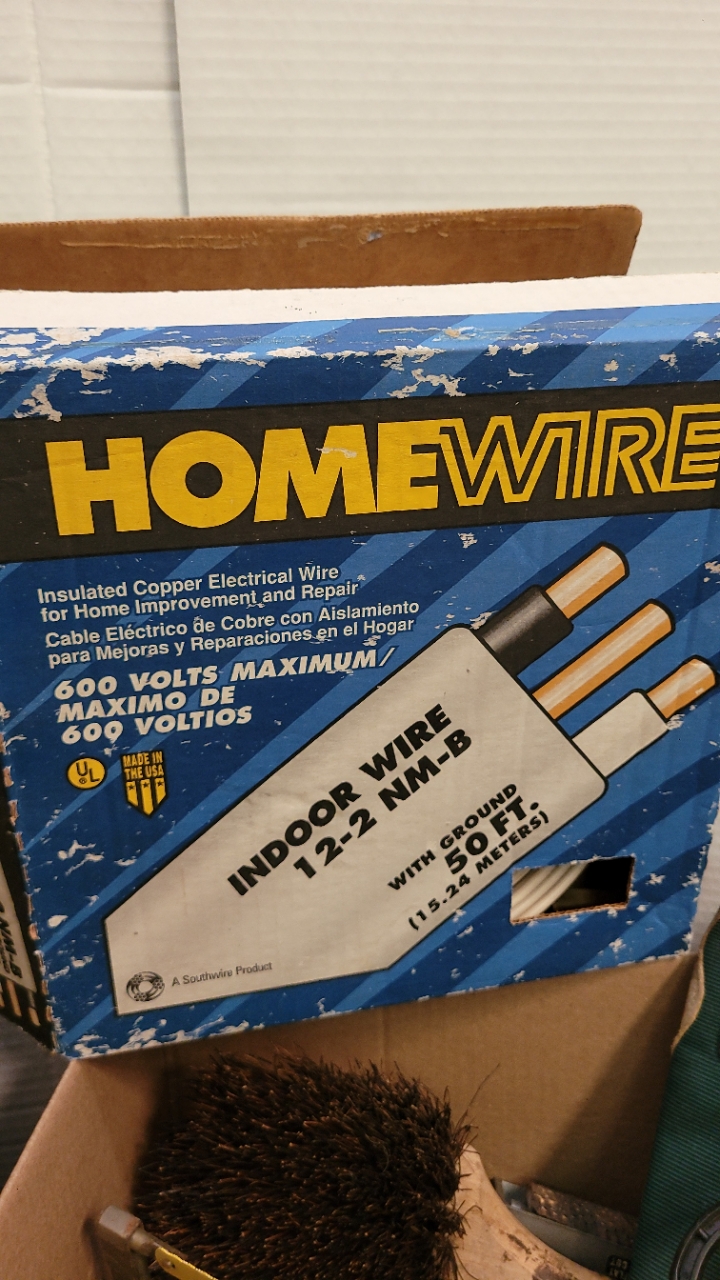 HOMEWIRE
Insulated Copper Electrical Wire
for Home Improvement and Repair
Cable Eléctrico de Cobre con Aislamiento
para Mejoras y Reparaciones en el Hogar
600 VOLTS MAXIMUM/
MAXIMO DE
600 VOLTIOS
UL
®
MADE IN
THE USA
INDOOR WIRE
12-2 NM-B
WITH GROUND
50 FT.
(15.24 METERS)
A Southwire Product
NM-B